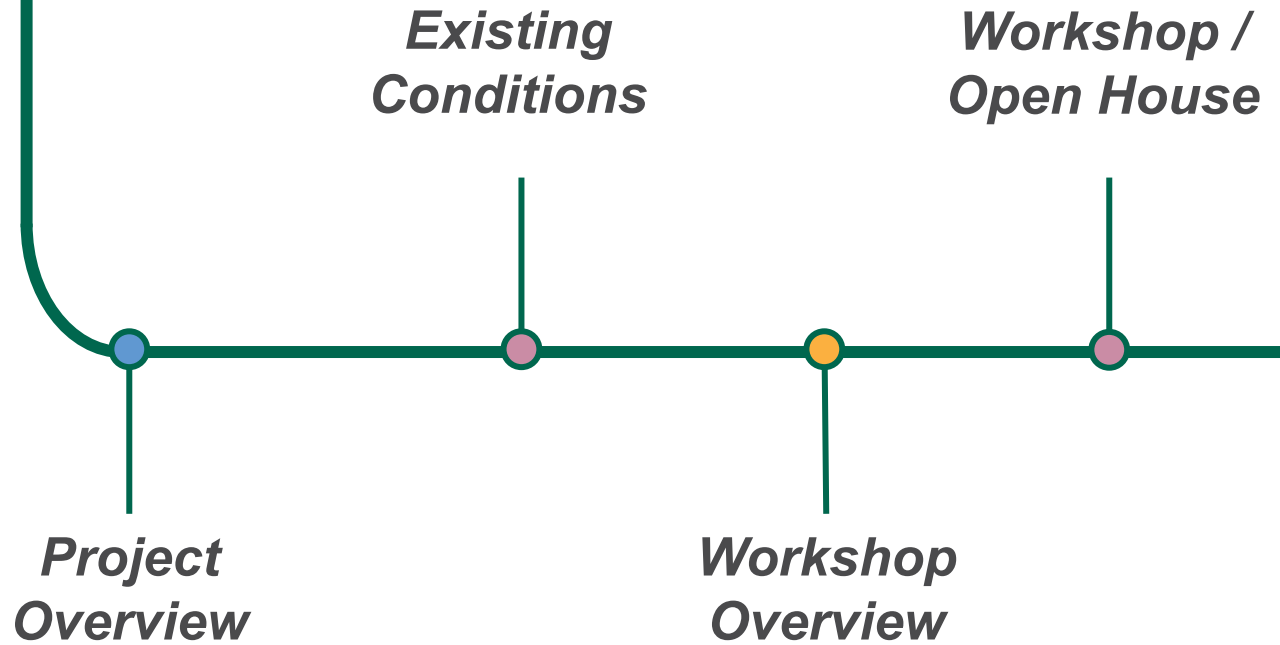 Existing
Conditions
Workshop /
Open House
Project
Overview
Workshop
Overview